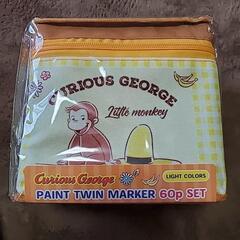 CURIOUS GEORGE
Little monkey
Curious George
LIGHT COLORS
PAINT TWIN MARKER 60p SET